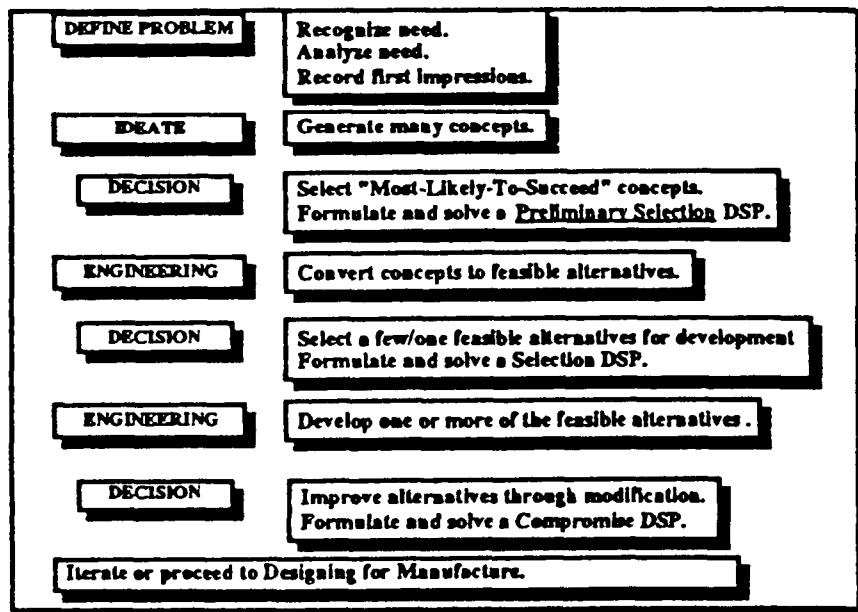 DEFINE PROBLEM
Recognize need.
Analyze need.
Record first impressions.
IDEATE
Generate many concepts.
DECISION
Select "Most-Likely-To-Succeed" concepts.
Formulate and solve a Preliminary Selection DSP.
ENGINEERING
Convert concepts to feasible alternatives.
DECISION
Select a few/one feasible alternatives for development
Formulate and solve a Selection DSP.
ENGINEERING
Develop one or more of the feasible alternatives .
DECISION
Improve alternatives through modification.
Formulate and solve a Compromise DSP.
Iterate or proceed to Designing for Manufacture.